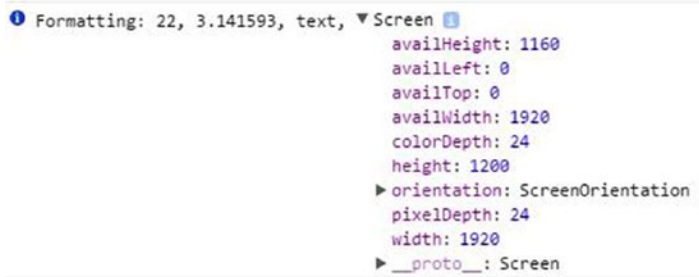 Formatting: 22, 3.141593, text, ▼Screen
availHeight: 1160
availLeft: 0
availTop: 0
availWidth: 1920
colorDepth: 24
height: 1200
▶orientation: ScreenOrientation
pixelDepth: 24
width: 1920
▶__proto__: Screen